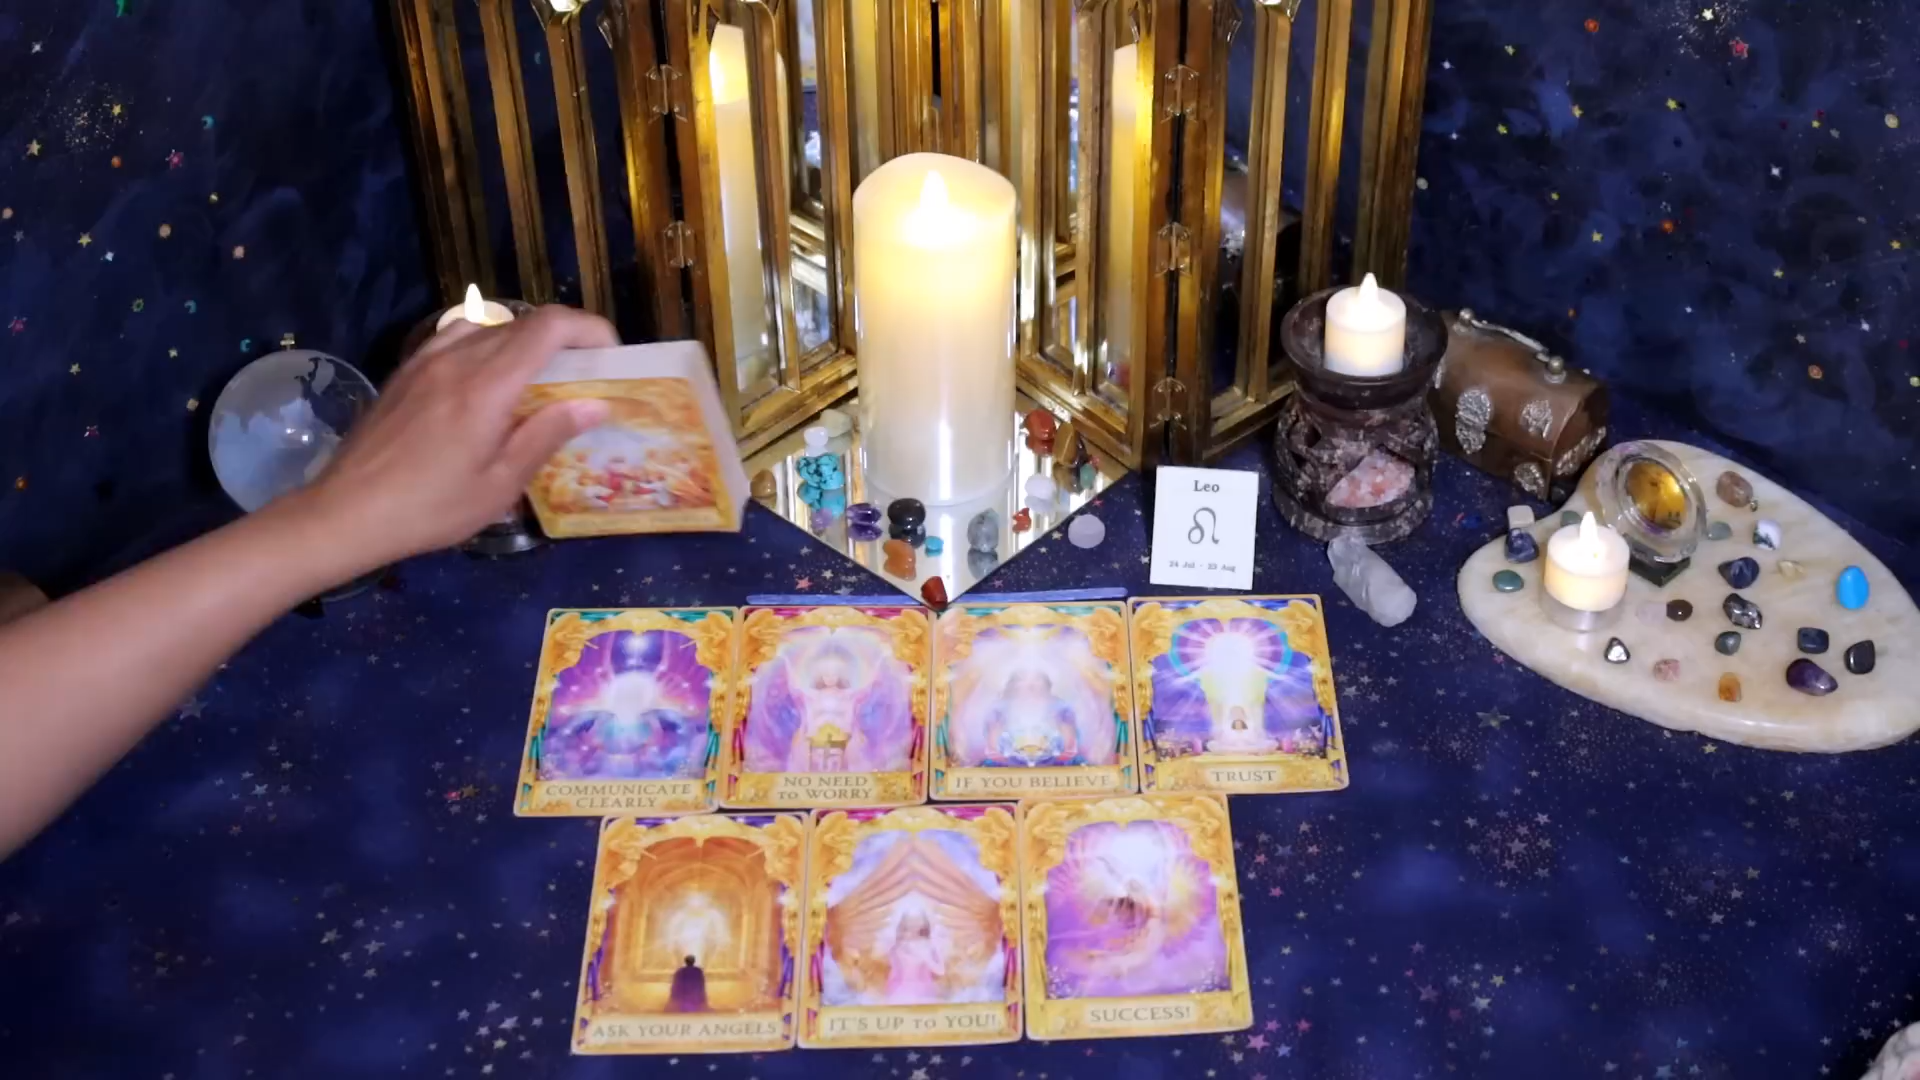 Leo
24 Jul - 23 Aug
COMMUNICATE
CLEARLY
NO NEED
TO WORRY
IF YOU BELIEVE
TRUST
ASK YOUR ANGELS
IT'S UP TO YOU!
SUCCESS!